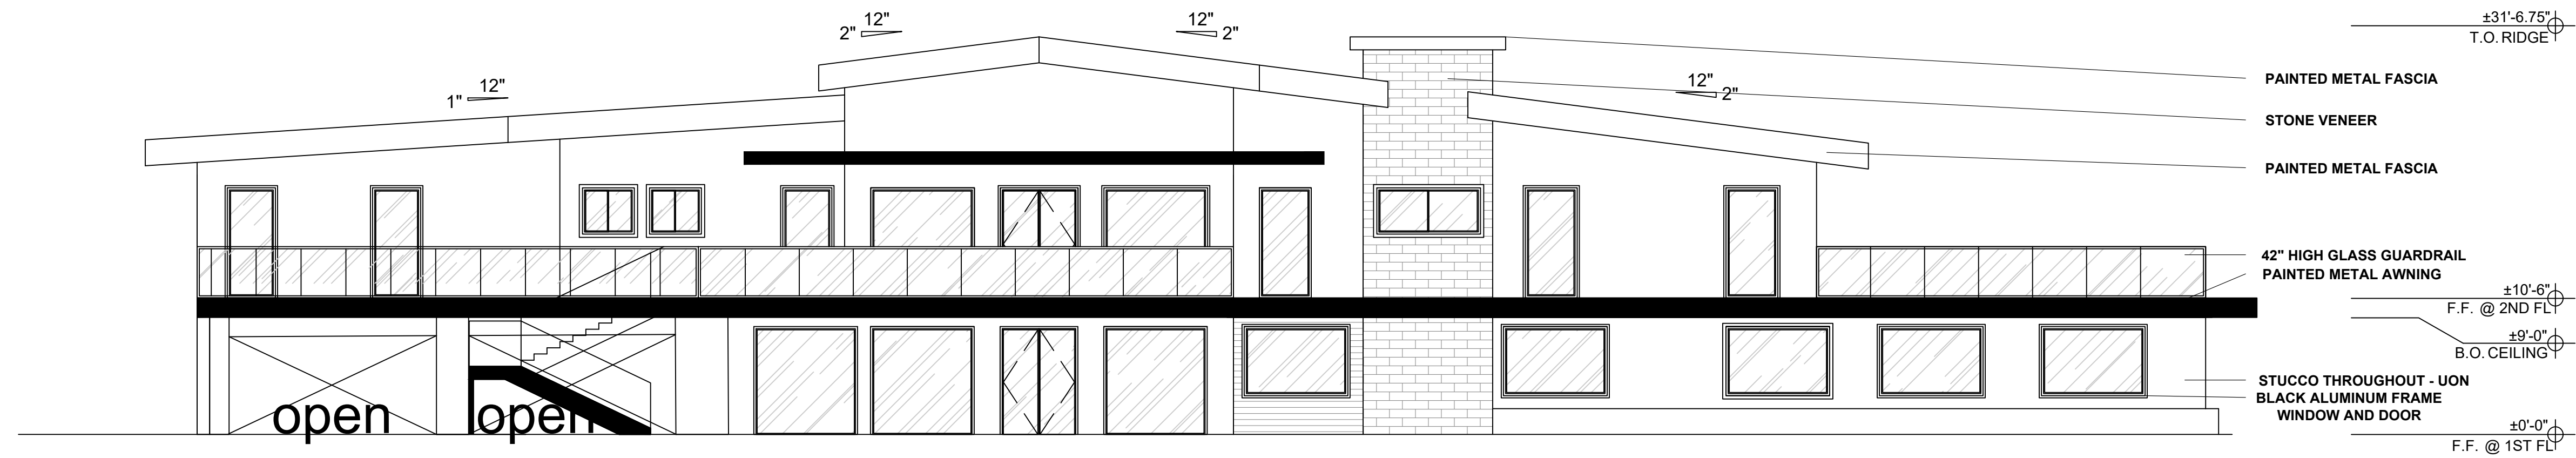 12"
2"
12"
2"
12"
1"
12"
2"
±31'-6.75"
T.O. RIDGE
PAINTED METAL FASCIA
STONE VENEER
PAINTED METAL FASCIA
42" HIGH GLASS GUARDRAIL
PAINTED METAL AWNING
±10'-6"
F.F. @ 2ND FL
±9'-0"
B.O. CEILING
STUCCO THROUGHOUT - UON
BLACK ALUMINUM FRAME
WINDOW AND DOOR
open
open
±0'-0"
F.F. @ 1ST FL